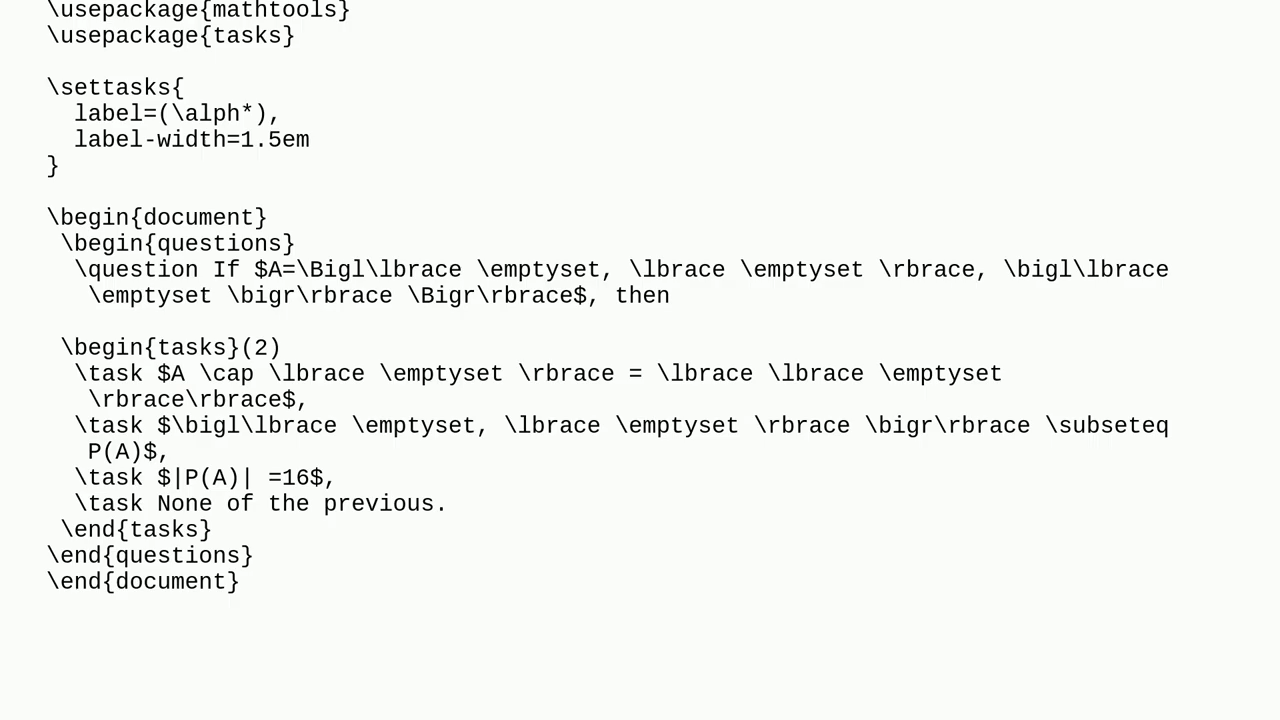 \usepackage{mathtools}
\usepackage{tasks}
\settasks{
label=(\alph*),
label-width=1.5em
}
\begin{document}
\begin{questions}
\question If $A=\Bigl\lbrace \emptyset, \lbrace \emptyset \rbrace, \bigl\lbrace
\emptyset \bigr\rbrace \Bigr\rbrace$, then
\begin{tasks}(2)
\task $A \cap \lbrace \emptyset \rbrace = \lbrace \lbrace \emptyset
\rbrace\rbrace$,
\task $\bigl\lbrace \emptyset, \lbrace \emptyset \rbrace \bigr\rbrace \subseteq
P(A)$,
\task $|P(A)| =16$,
\task None of the previous.
\end{tasks}
\end{questions}
\end{document}